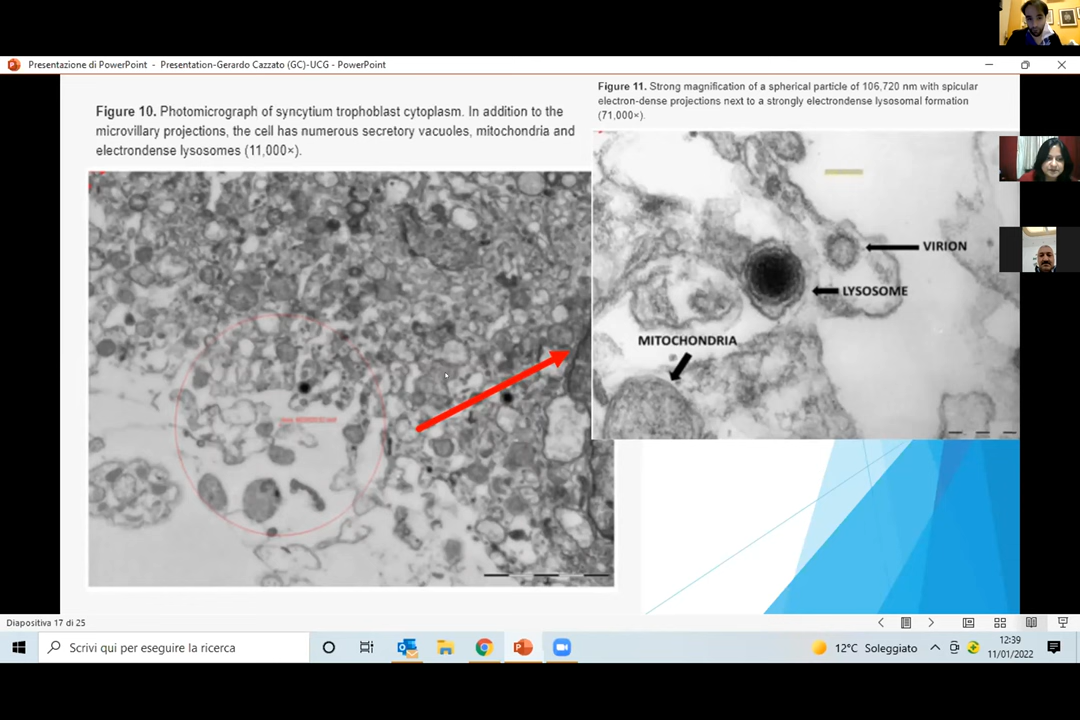 Presentazione di PowerPoint - Presentation-Gerardo Cazzato (GC)-UCG - PowerPoint
Figure 10. Photomicrograph of syncytium trophoblast cytoplasm. In addition to the
microvillary projections, the cell has numerous secretory vacuoles, mitochondria and
electrondense lysosomes (11,000×).
Figure 11. Strong magnification of a spherical particle of 106,720 nm with spicular
electron-dense projections next to a strongly electrondense lysosomal formation
(71,000×).
VIRION
LYSOSOME
MITOCHONDRIA
Diapositiva 17 di 25
Scrivi qui per eseguire la ricerca
12°C Soleggiato
12:39
11/01/2022